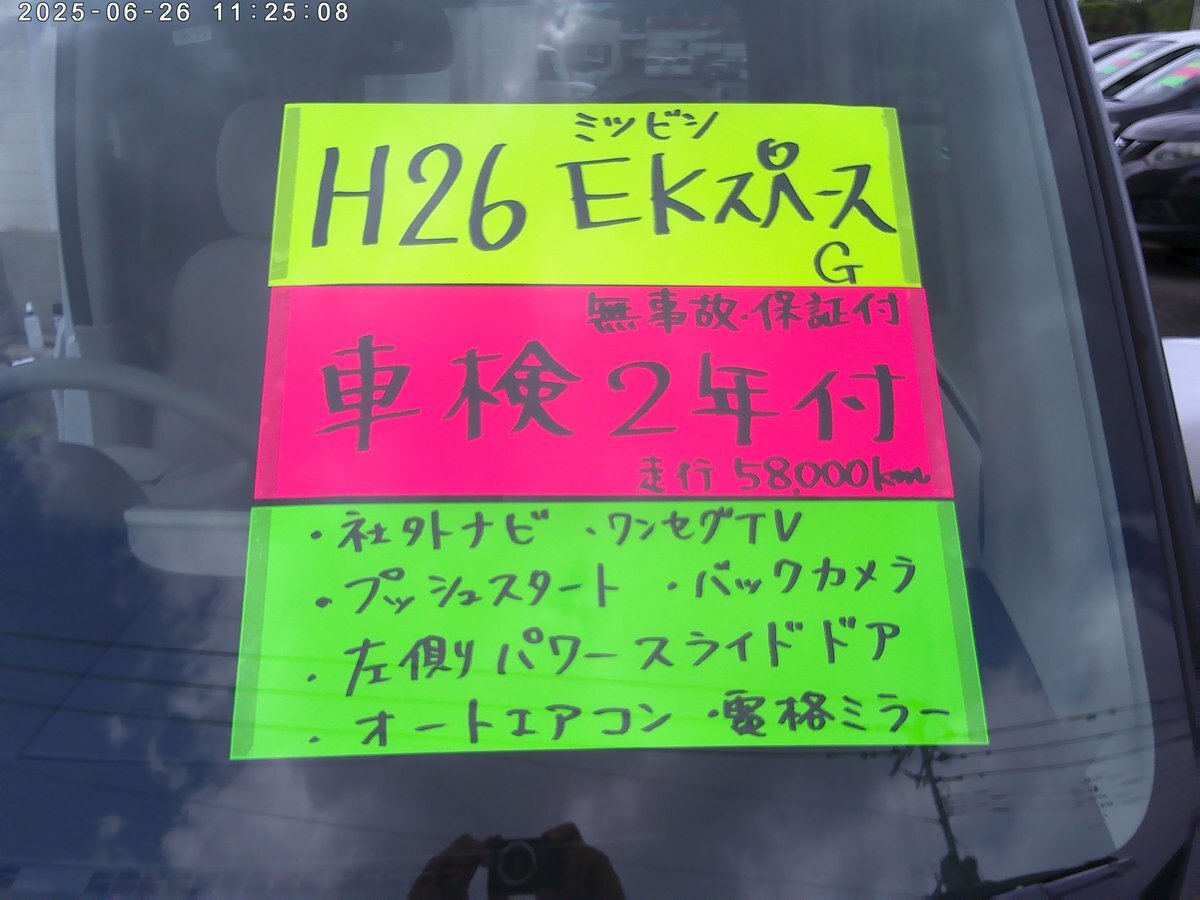 2025-06-26 11:25:08
ミツビシ
H26 EKスペース
G
無事故・保証付
車検2年付
走行 58,000km
・社外ナビ ・ワンセグTV
・プッシュスタート ・バックカメラ
・左側パワースライドドア
・オートエアコン ・電格ミラー